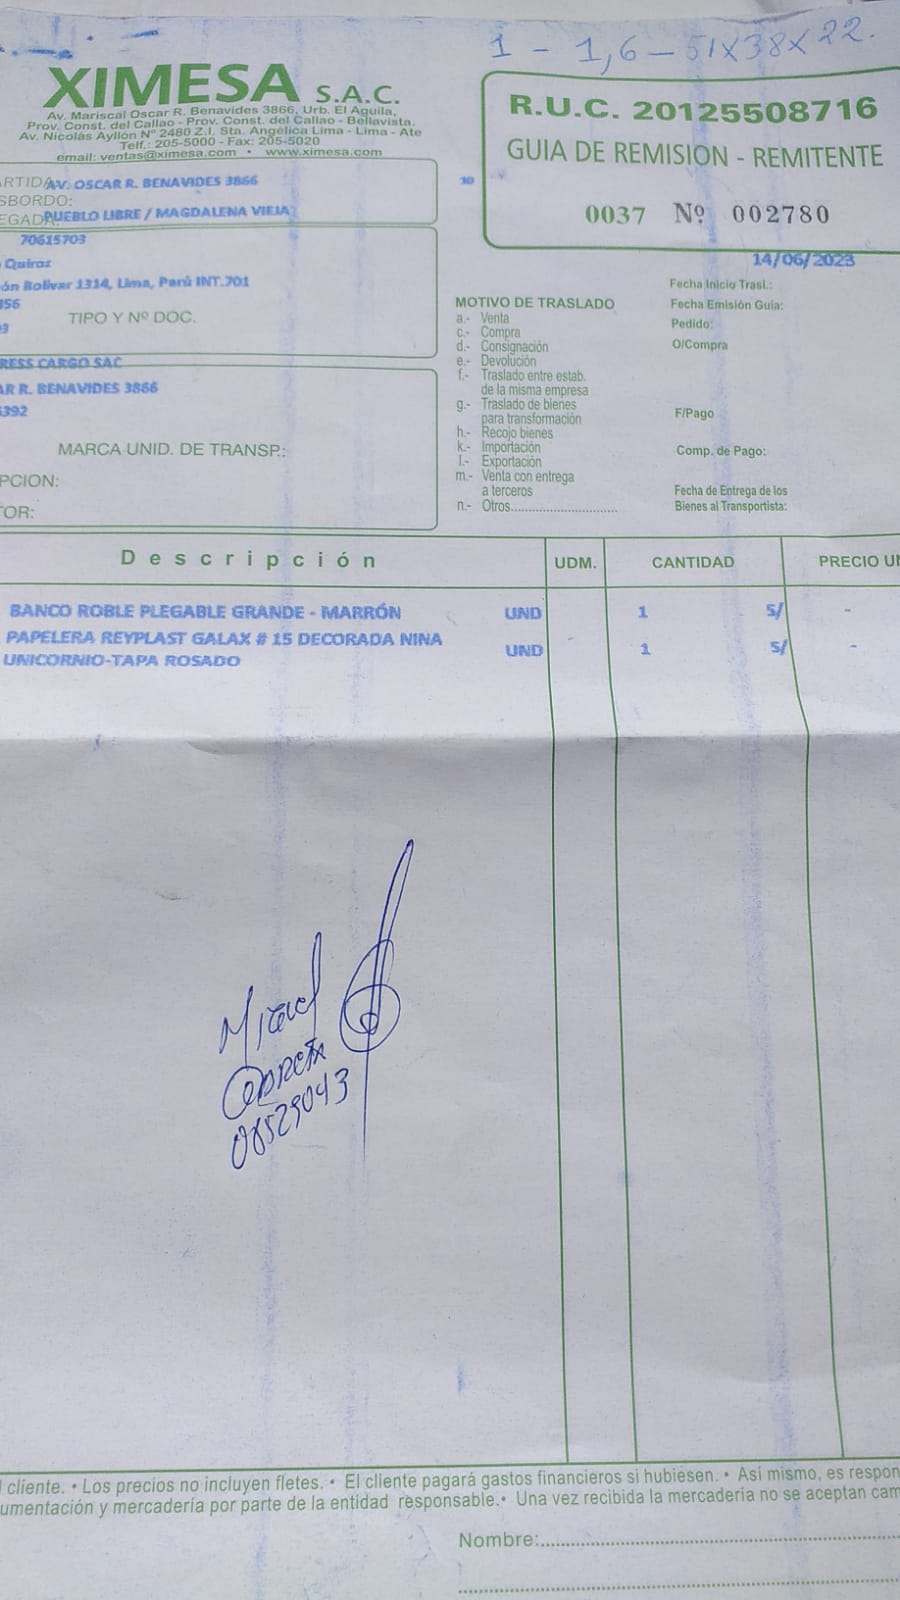 1 - 1,6 - 51x38x22.
XIMESA S.A.C.
Av. Mariscal Oscar R. Benavides 3866, Urb. El Aguila,
Prov. Const. del Callao - Prov. Const. del Callao - Bellavista.
Av. Nicolás Ayllón Nº 2480 Z.I. Sta. Angélica Lima - Lima - Ate
Telf.: 205-5000 - Fax: 205-5020
email: ventas@ximesa.com • www.ximesa.com
R.U.C. 20125508716
GUIA DE REMISION - REMITENTE
0037 Nº 002780
ARTIDA AV. OSCAR R. BENAVIDES 3866
SBORDO:
EGADA PUEBLO LIBRE / MAGDALENA VIEJA
70615703
Quiroz
ón Bolivar 1314, Lima, Perú INT.701
456
TIPO Y Nº DOC.
RESS CARGO SAC
AR R. BENAVIDES 3866
392
MARCA UNID. DE TRANSP.:
PCION:
TOR:
MOTIVO DE TRASLADO
a.- Venta
c.- Compra
d.- Consignación
e.- Devolución
f.- Traslado entre estab.
de la misma empresa
g.- Traslado de bienes
para transformación
h.- Recojo bienes
k.- Importación
l.- Exportación
m.- Venta con entrega
a terceros
n.- Otros..............................
14/06/2023
Fecha Inicio Trasl.:
Fecha Emisión Guia:
Pedido:
O/Compra
F/Pago
Comp. de Pago:
Fecha de Entrega de los
Bienes al Transportista:
Descripción UDM. CANTIDAD PRECIO UN
BANCO ROBLE PLEGABLE GRANDE - MARRÓN UND 1 S/ -
PAPELERA REYPLAST GALAX # 15 DECORADA NINA
UNICORNIO-TAPA ROSADO UND 1 S/ -
08529043
l cliente. • Los precios no incluyen fletes. • El cliente pagará gastos financieros si hubiesen. • Así mismo, es respon
umentación y mercadería por parte de la entidad responsable. • Una vez recibida la mercadería no se aceptan cam
Nombre: